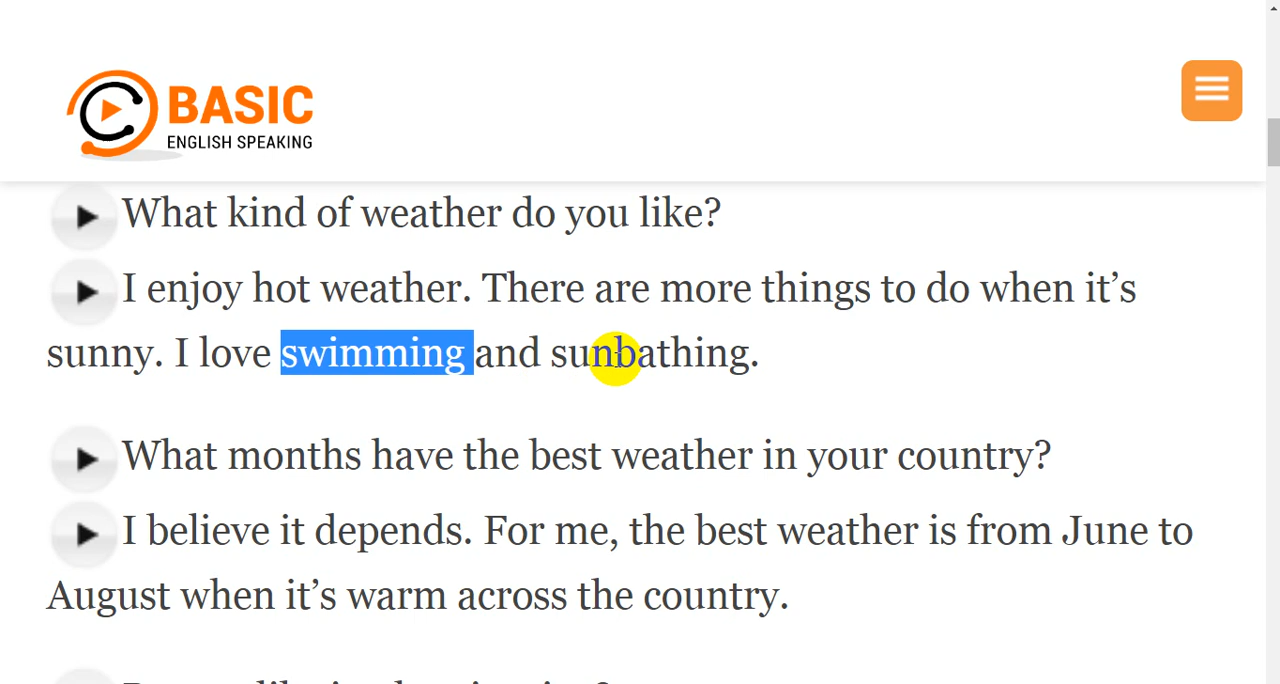 BASIC
ENGLISH SPEAKING
What kind of weather do you like?
I enjoy hot weather. There are more things to do when it’s
sunny. I love swimming and sunbathing.
What months have the best weather in your country?
I believe it depends. For me, the best weather is from June to
August when it’s warm across the country.